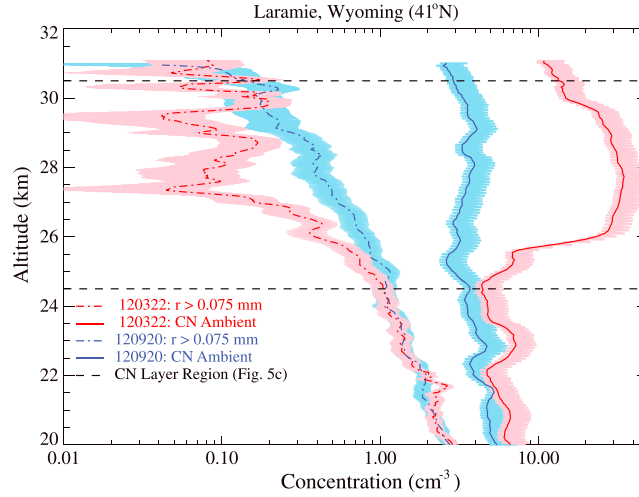 Laramie, Wyoming (41°N)
32
30
28
26
24
22
20
Altitude (km)
120322: r > 0.075 mm
120322: CN Ambient
120920: r > 0.075 mm
120920: CN Ambient
CN Layer Region (Fig. 5c)
0.01 0.10 1.00 10.00
Concentration (cm⁻³)